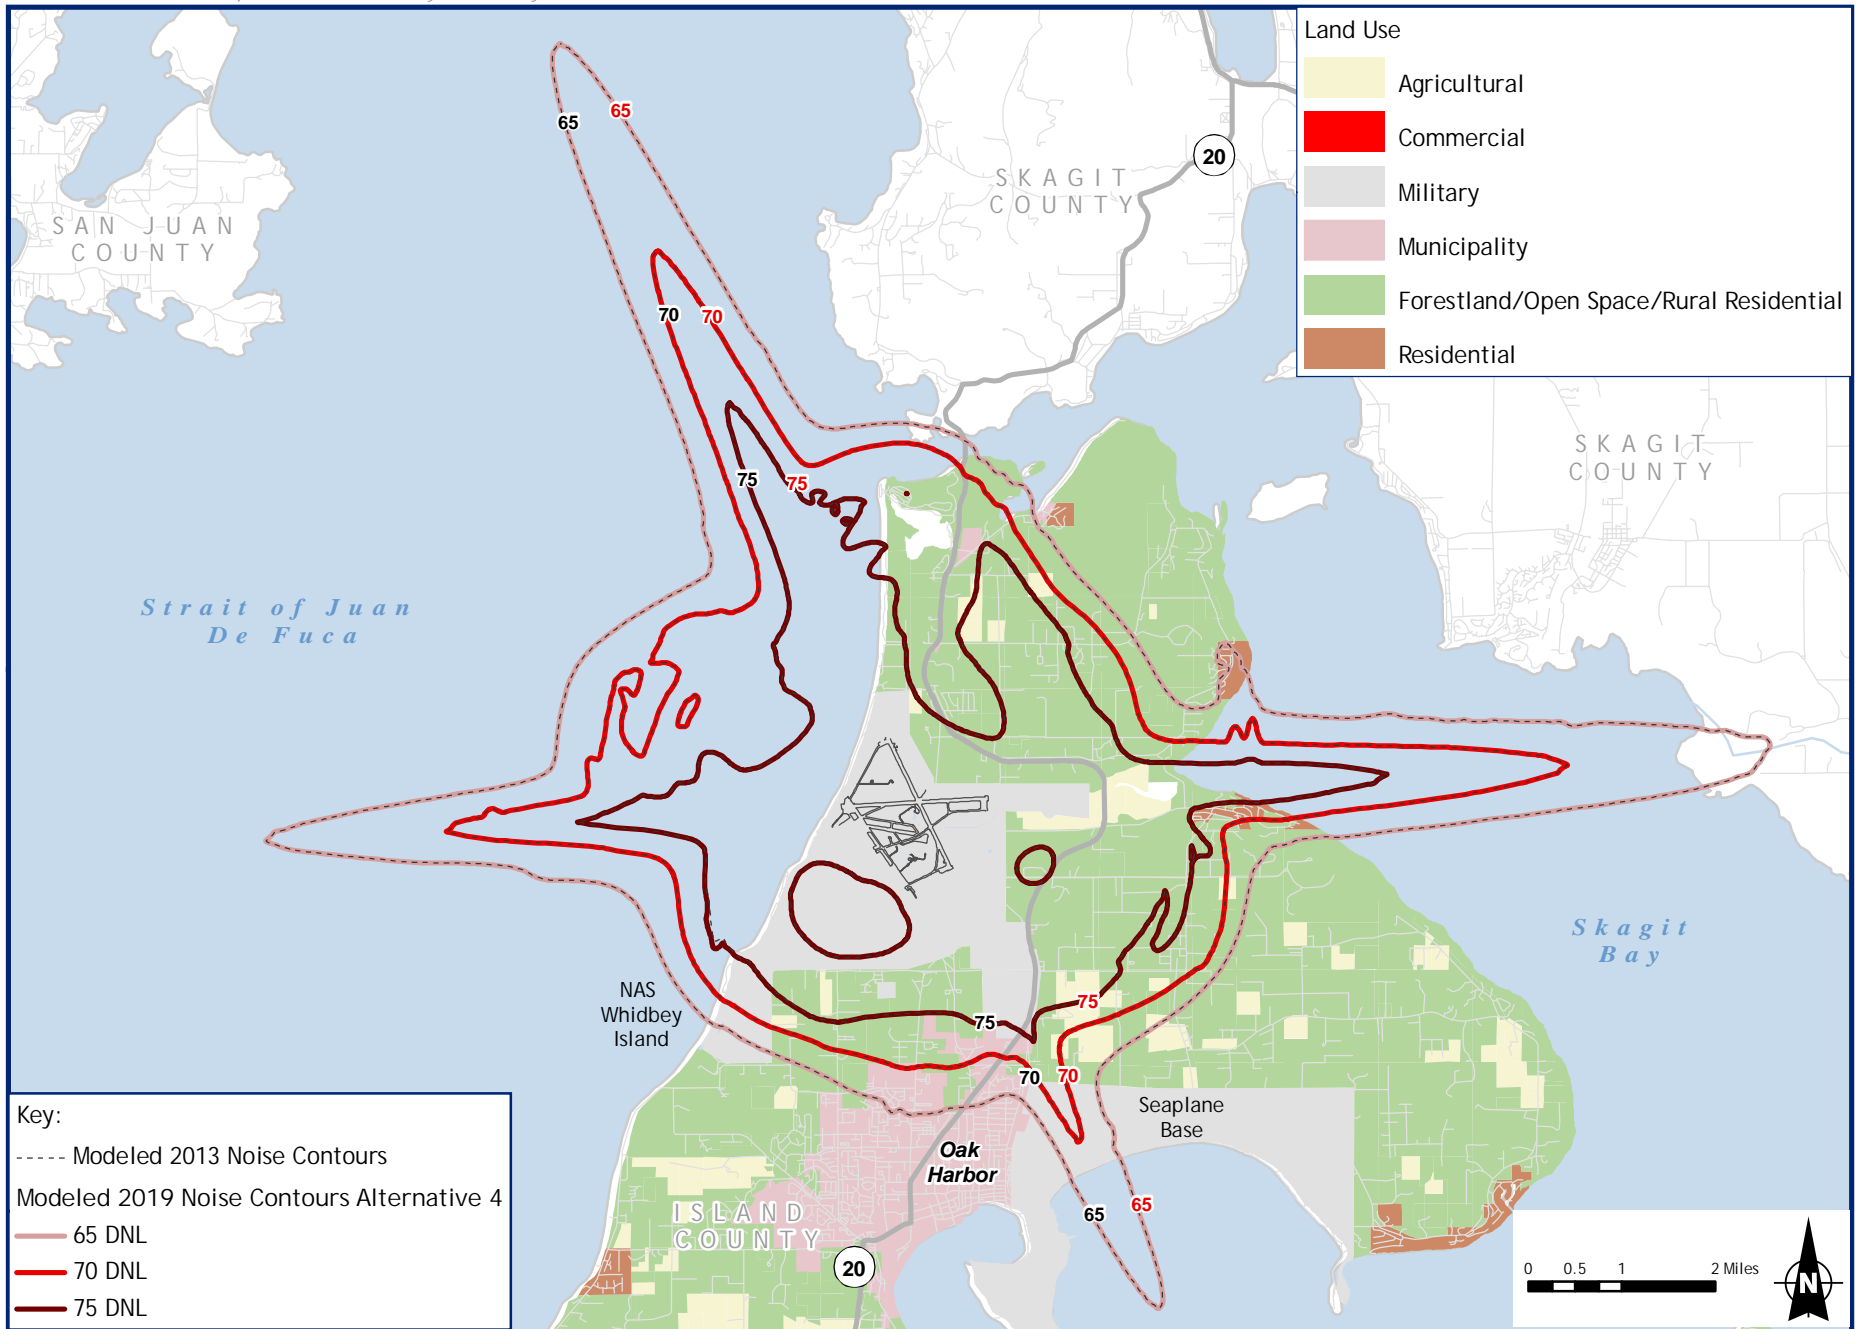 Land Use
Agricultural
Commercial
Military
Municipality
Forestland/Open Space/Rural Residential
Residential
65
65
20
SKAGIT
COUNTY
SAN JUAN
COUNTY
70
70
SKAGIT
COUNTY
75
75
Strait of Juan
De Fuca
Skagit
Bay
NAS
Whidbey
Island
75
75
70
70
Seaplane
Base
Oak
Harbor
65
65
ISLAND
COUNTY
20
Key:
Modeled 2013 Noise Contours
Modeled 2019 Noise Contours Alternative 4
65 DNL
70 DNL
75 DNL
0 0.5 1 2 Miles
N